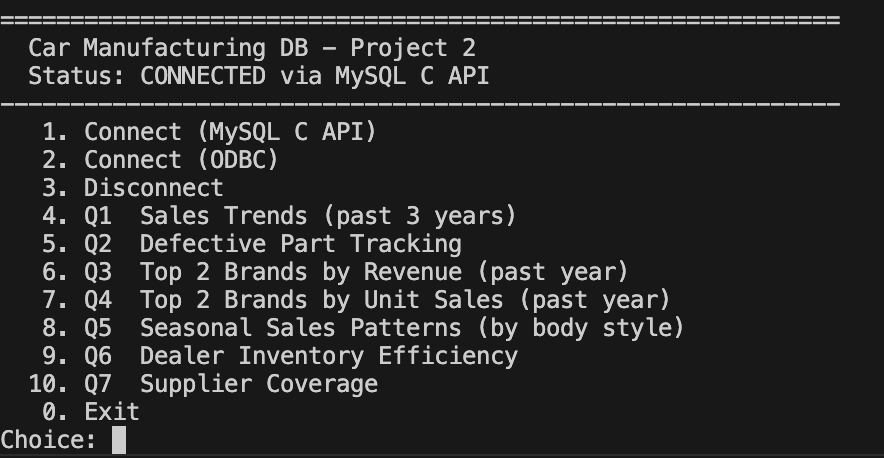 ============================================================
  Car Manufacturing DB – Project 2
  Status: CONNECTED via MySQL C API
------------------------------------------------------------
   1. Connect (MySQL C API)
   2. Connect (ODBC)
   3. Disconnect
   4. Q1  Sales Trends (past 3 years)
   5. Q2  Defective Part Tracking
   6. Q3  Top 2 Brands by Revenue (past year)
   7. Q4  Top 2 Brands by Unit Sales (past year)
   8. Q5  Seasonal Sales Patterns (by body style)
   9. Q6  Dealer Inventory Efficiency
  10. Q7  Supplier Coverage
   0. Exit
Choice: